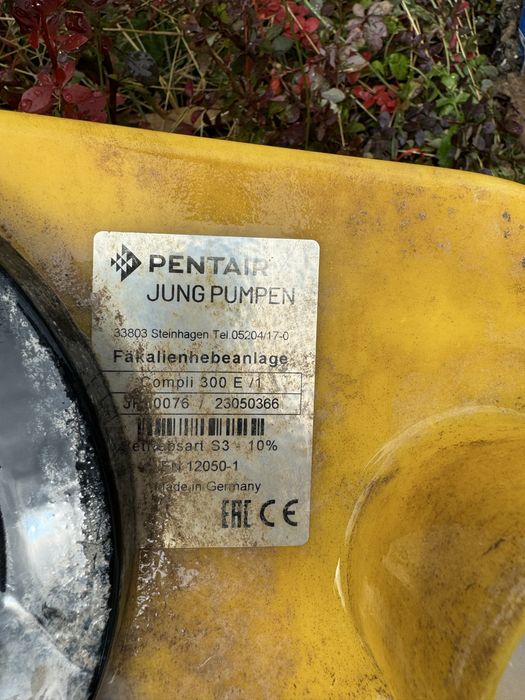 PENTAIR
JUNG PUMPEN
33803 Steinhagen Tel.05204/17-0
Fäkalienhebeanlage
Compli 300 E /1
/ 23050366
S3 - 10%
EN 12050-1
Made in Germany
EAC CE